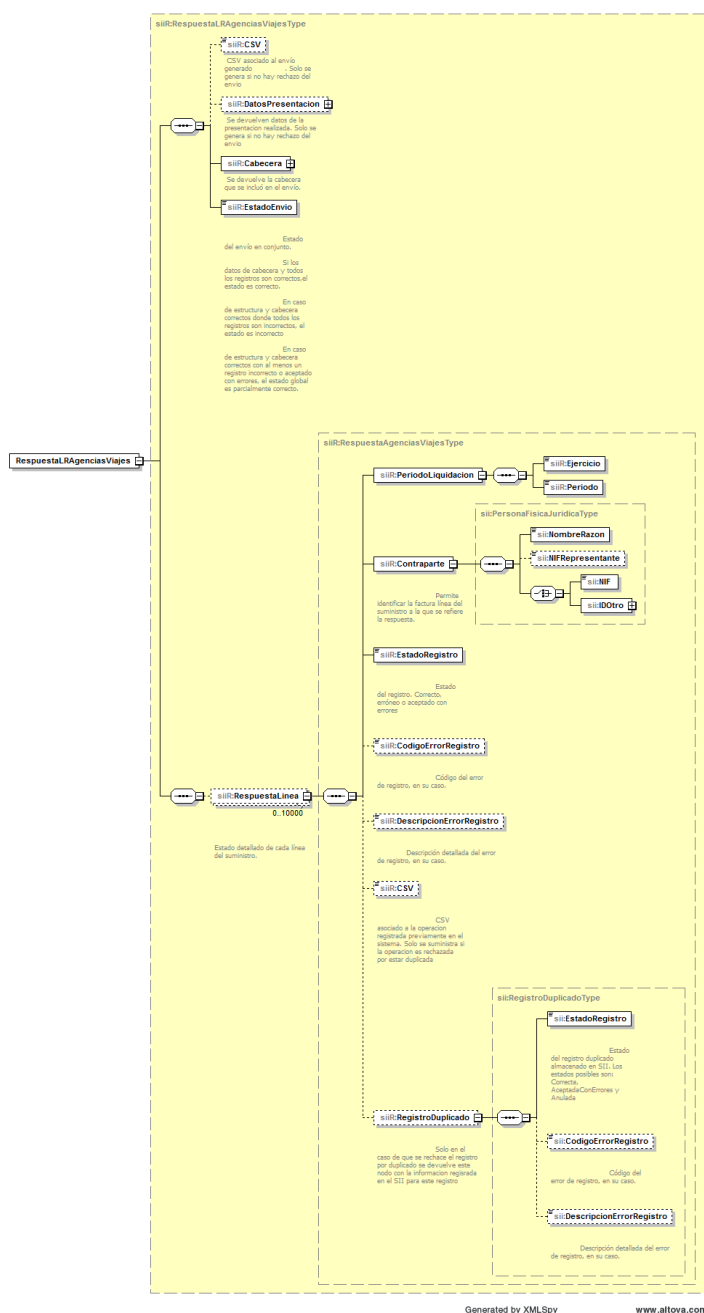 siiR:RespuestaLRAgenciasViajesType
siiR:CSV
CSV asociado al envío
generado . Solo se
genera si no hay rechazo del
envio
siiR:DatosPresentacion
Se devuelven datos de la
presentacion realizada. Solo se
genera si no hay rechazo del
envio
siiR:Cabecera
Se devuelve la cabecera
que se incluó en el envío.
siiR:EstadoEnvio
Estado
del envío en conjunto.
Si los
datos de cabecera y todos
los registros son correctos,el
estado es correcto.
En caso
de estructura y cabecera
correctos donde todos los
registros son incorrectos, el
estado es incorrecto
En caso
de estructura y cabecera
correctos con al menos un
registro incorrecto o aceptado
con errores, el estado global
es parcialmente correcto.
RespuestaLRAgenciasViajes
siiR:RespuestaAgenciasViajesType
siiR:PeriodoLiquidacion
siiR:Ejercicio
siiR:Periodo
sii:PersonaFisicaJuridicaType
siiR:Contraparte
sii:NombreRazon
sii:NIFRepresentante
sii:NIF
sii:IDOtro
Permite
identificar la factura línea del
suministro a la que se refiere
la respuesta.
siiR:EstadoRegistro
Estado
del registro. Correcto,
erróneo o aceptado con
errores
siiR:CodigoErrorRegistro
Código del error
de registro, en su caso.
siiR:RespuestaLinea
0..10000
Estado detallado de cada línea
del suministro.
siiR:DescripcionErrorRegistro
Descripción detallada del error
de registro, en su caso.
siiR:CSV
CSV
asociado a la operacion
registrada previamente en el
sistema. Solo se suministra si
la operacion es rechazada
por estar duplicada
sii:RegistroDuplicadoType
siiR:RegistroDuplicado
Solo en el
caso de que se rechace el registro
por duplicado se devuelve este
nodo con la informacion regisrada
en el SII para este registro
sii:EstadoRegistro
Estado
del registro duplicado
almacenado en SII. Los
estados posibles son:
Correcta,
AceptadaConErrores y
Anulada
sii:CodigoErrorRegistro
Código del
error de registro, en su caso.
sii:DescripcionErrorRegistro
Descripción detallada del error
de registro, en su caso.
Generated by XMLSpy www.altova.com